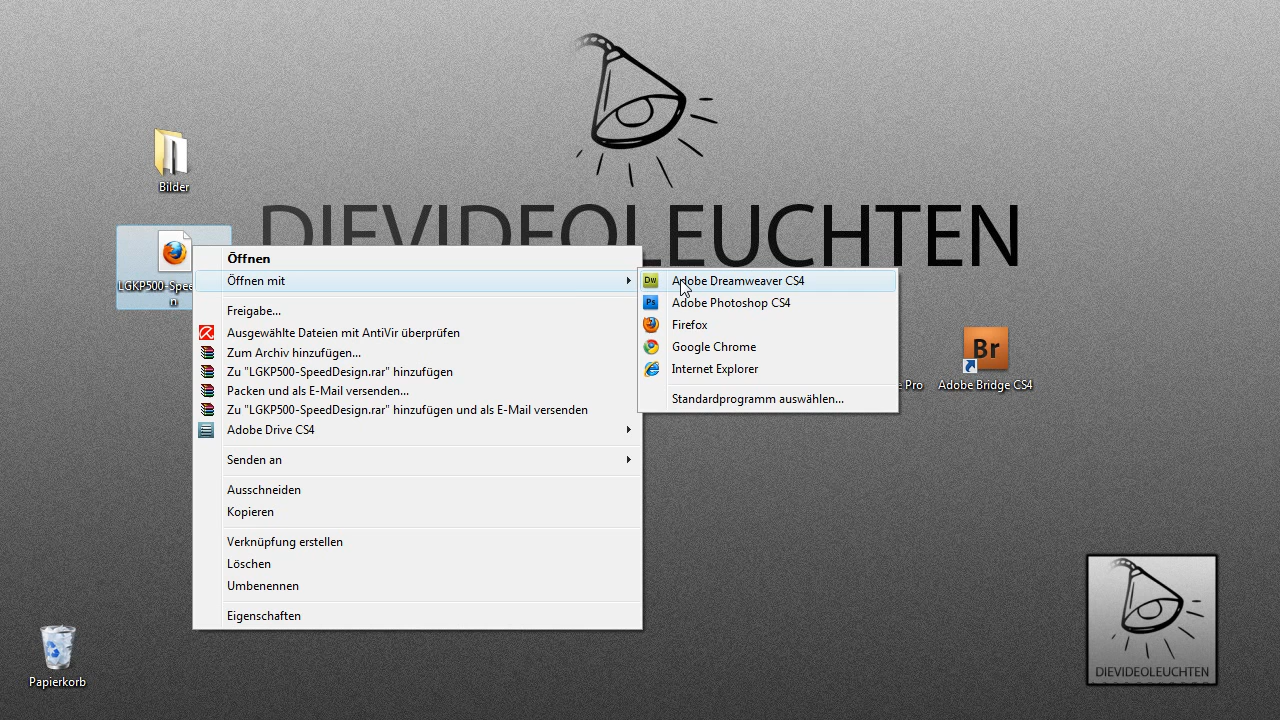 Bilder
DIEVIDEOLEUCHTEN
LGKP500-Spee
n
Öffnen
Öffnen mit
Freigabe...
Ausgewählte Dateien mit AntiVir überprüfen
Zum Archiv hinzufügen...
Zu "LGKP500-SpeedDesign.rar" hinzufügen
Packen und als E-Mail versenden...
Zu "LGKP500-SpeedDesign.rar" hinzufügen und als E-Mail versenden
Adobe Drive CS4
Senden an
Ausschneiden
Kopieren
Verknüpfung erstellen
Löschen
Umbenennen
Eigenschaften
Dw Adobe Dreamweaver CS4
Ps Adobe Photoshop CS4
Firefox
Google Chrome
Internet Explorer
Standardprogramm auswählen...
Br
e Pro
Adobe Bridge CS4
Papierkorb
DIEVIDEOLEUCHTEN